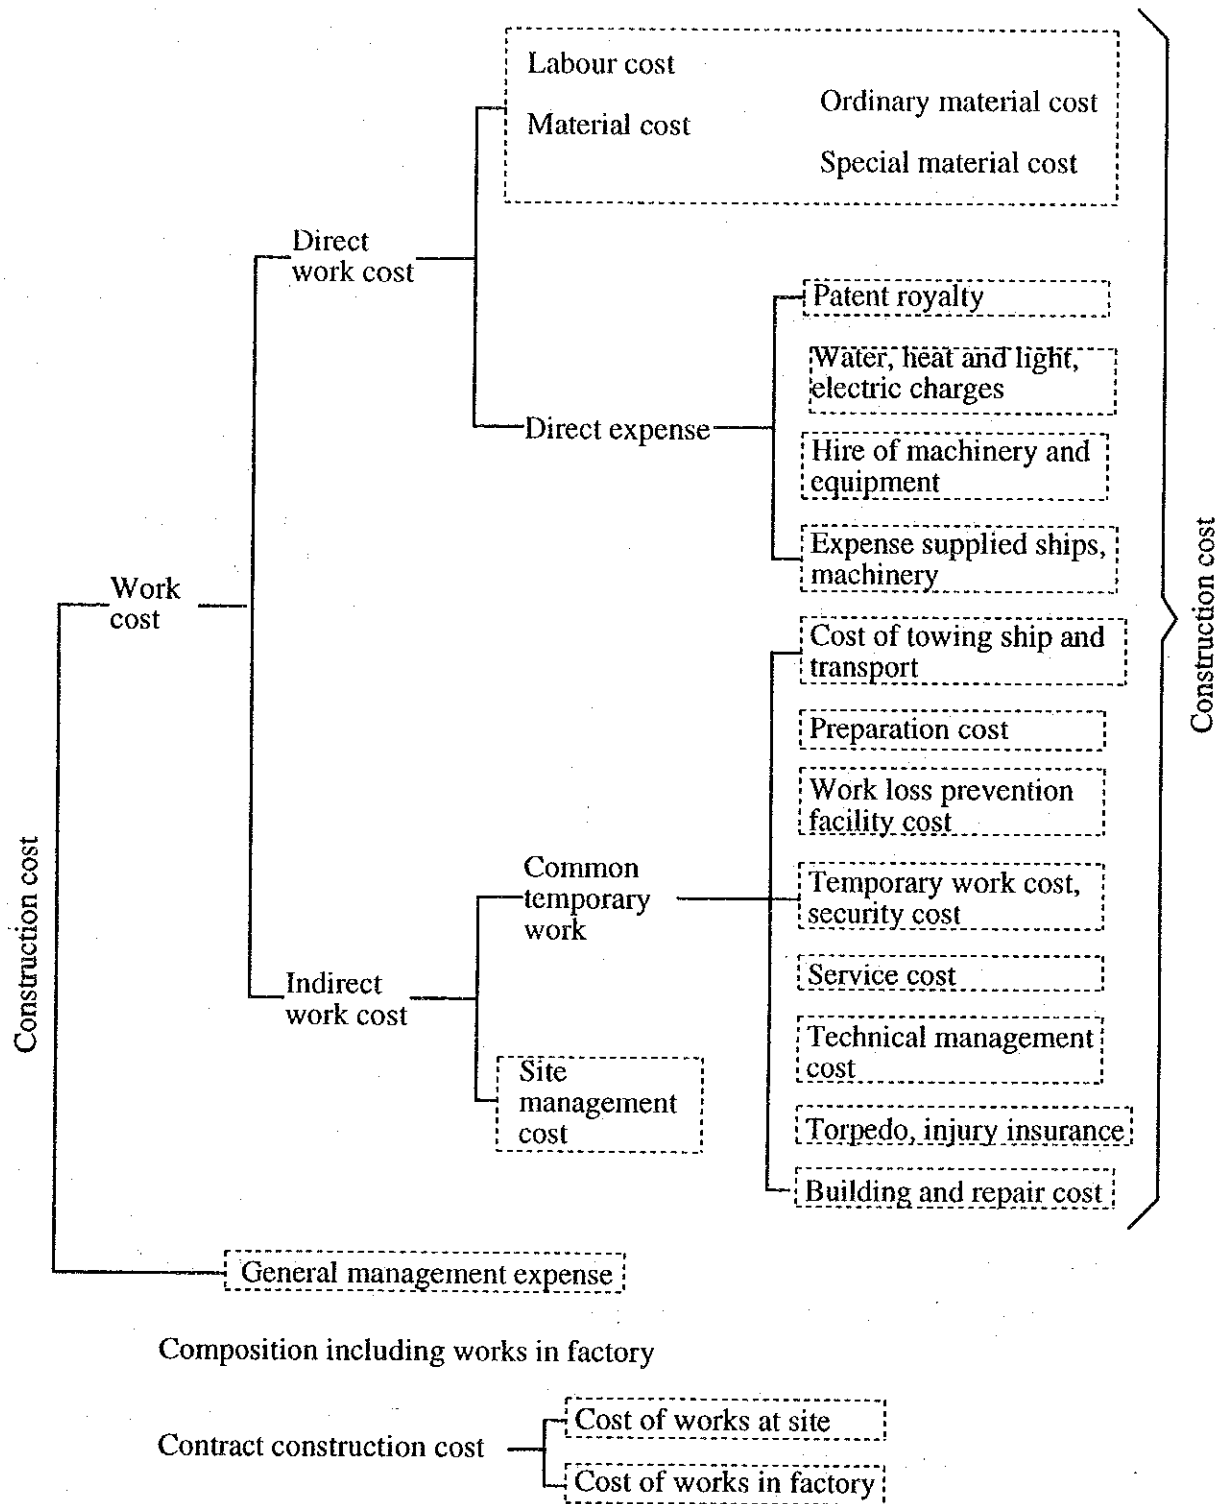 Labour cost
Ordinary material cost
Material cost
Special material cost
Direct
work cost
Patent royalty
Water, heat and light,
electric charges
Direct expense
Hire of machinery and
equipment
Expense supplied ships,
machinery
Work
cost
Cost of towing ship and
transport
Preparation cost
Work loss prevention
facility cost
Common
temporary
work
Temporary work cost,
security cost
Service cost
Indirect
work cost
Technical management
cost
Site
management
cost
Torpedo, injury insurance
Building and repair cost
Construction cost
Construction cost
General management expense
Composition including works in factory
Contract construction cost
Cost of works at site
Cost of works in factory